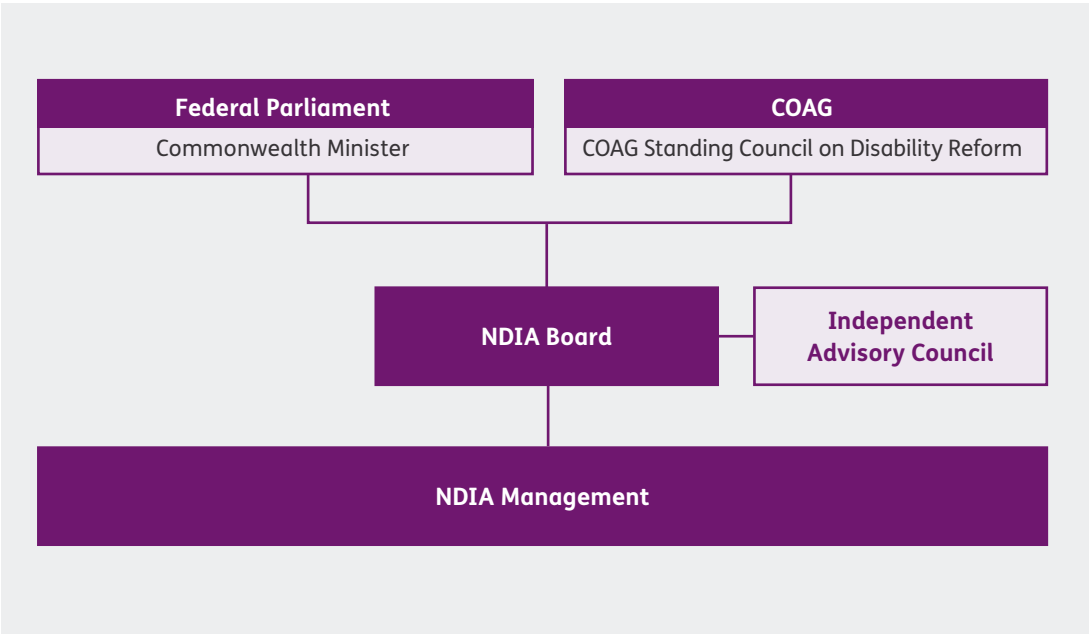 Federal Parliament
Commonwealth Minister
COAG
COAG Standing Council on Disability Reform
NDIA Board
Independent
Advisory Council
NDIA Management